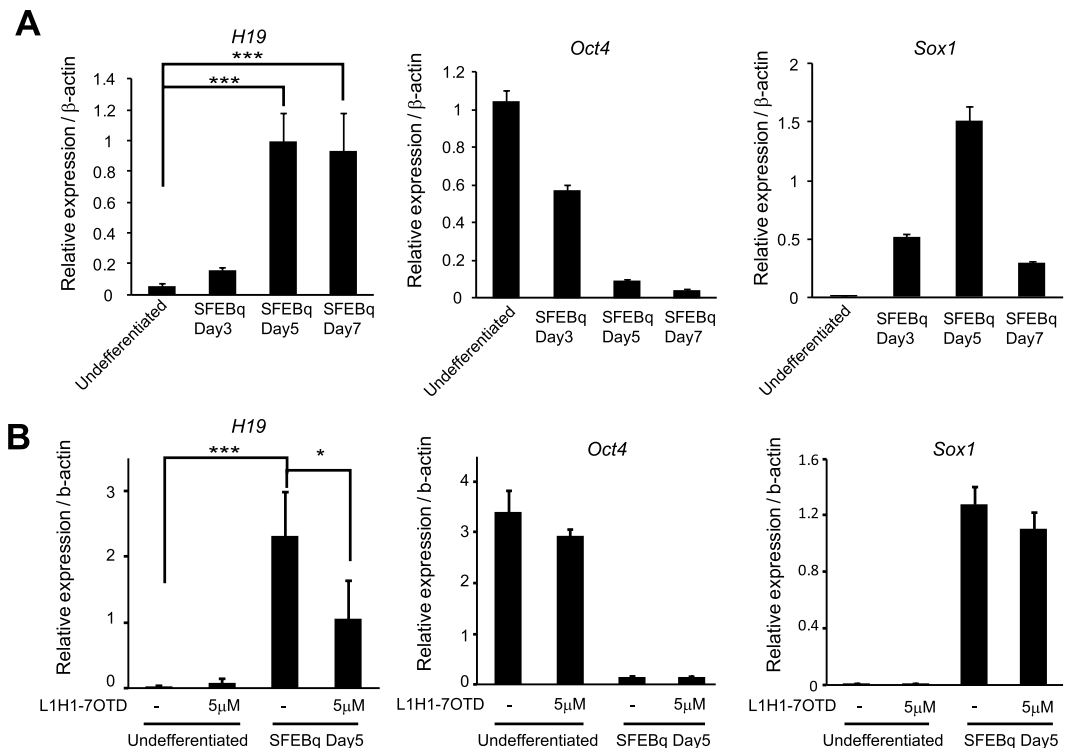 A
H19
Relative expression / β-actin
1.4
1.2
1
0.8
0.6
0.4
0.2
0
***
***
Undefferentiated
SFEBq Day3
SFEBq Day5
SFEBq Day7
Oct4
Relative expression / β-actin
1.2
1
0.8
0.6
0.4
0.2
0
Undefferentiated
SFEBq Day3
SFEBq Day5
SFEBq Day7
Sox1
Relative expression / β-actin
2
1.5
1
0.5
0
Undefferentiated
SFEBq Day3
SFEBq Day5
SFEBq Day7
B
H19
Relative expression / b-actin
3
2
1
0
***
*
L1H1-7OTD - 5μM - 5μM
Undefferentiated SFEBq Day5
Oct4
Relative expression / b-actin
4
3
2
1
0
L1H1-7OTD - 5μM - 5μM
Undefferentiated SFEBq Day5
Sox1
Relative expression / b-actin
1.6
1.2
0.8
0.4
0
L1H1-7OTD - 5μM - 5μM
Undefferentiated SFEBq Day5